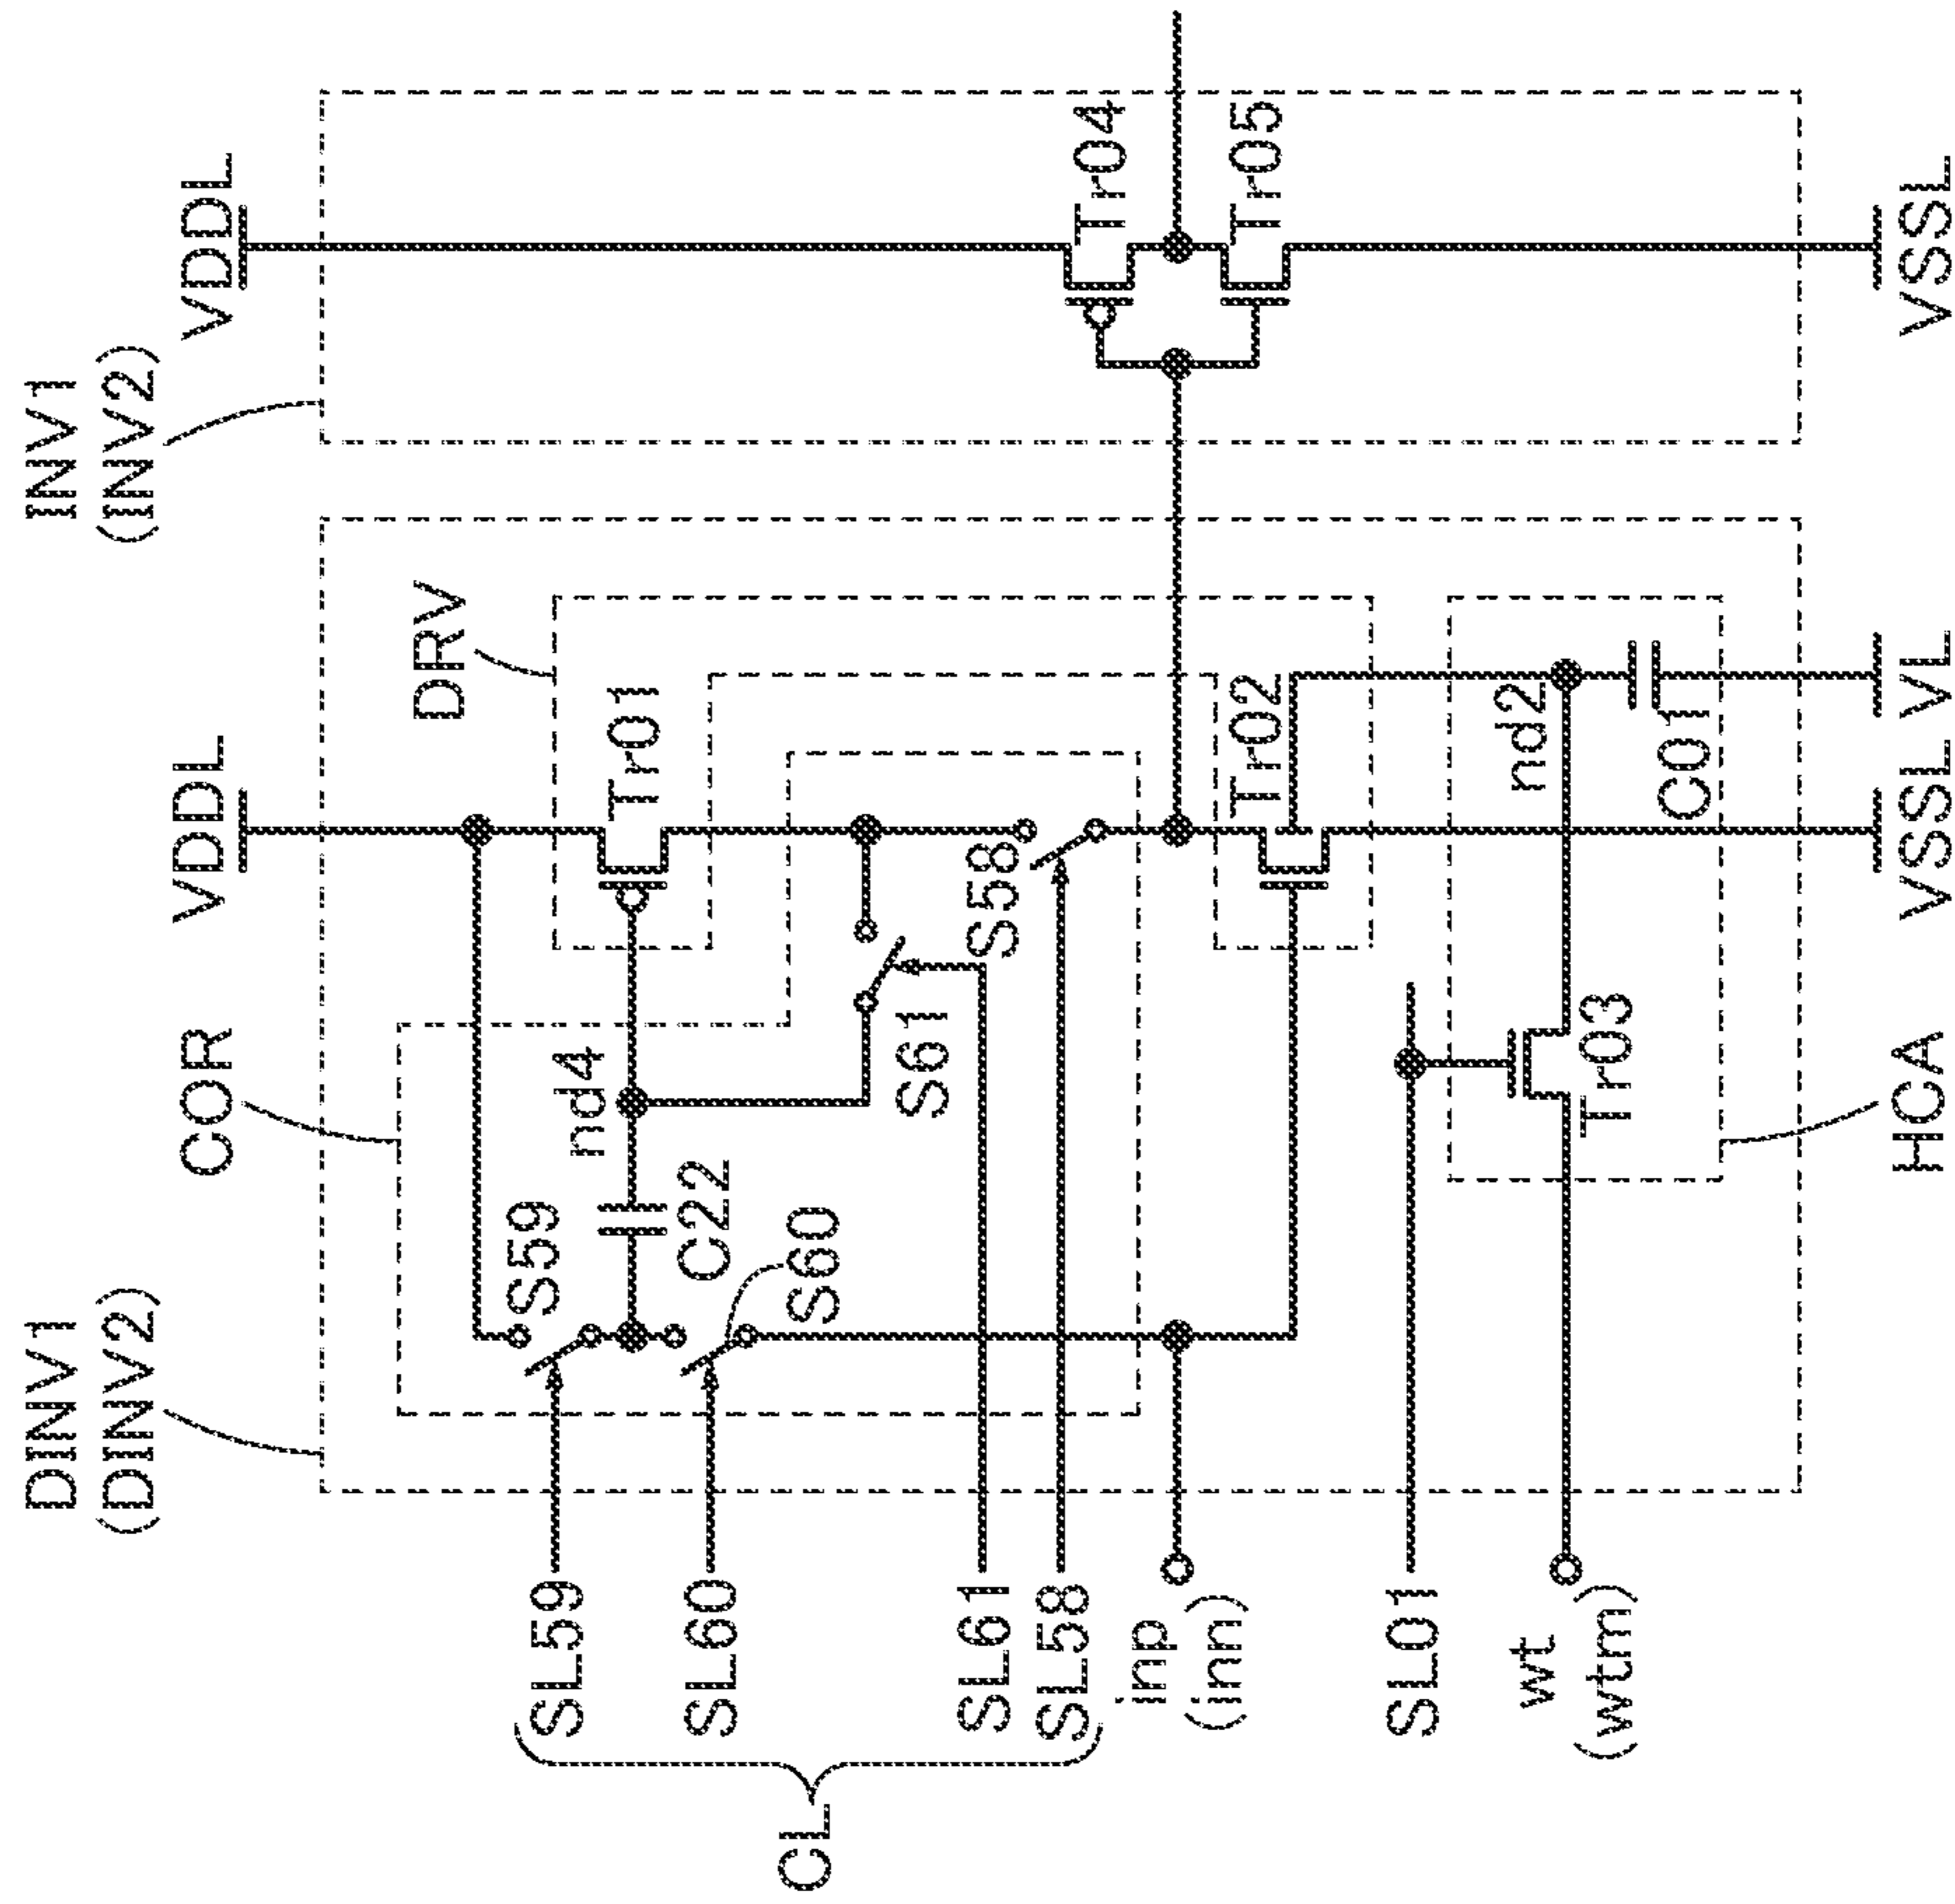 DINV1
(DINV2)
INV1
(INV2)
COR
VDDL
VDDL
DRV
SL59
S59
nd4
Tr01
SL60
C22
CL
S60
S61
SL61
S58
SL58
Tr04
inp
(inn)
Tr02
Tr05
SL01
wt
(wtm)
nd2
Tr03
C01
HCA
VSSL
VL
VSSL